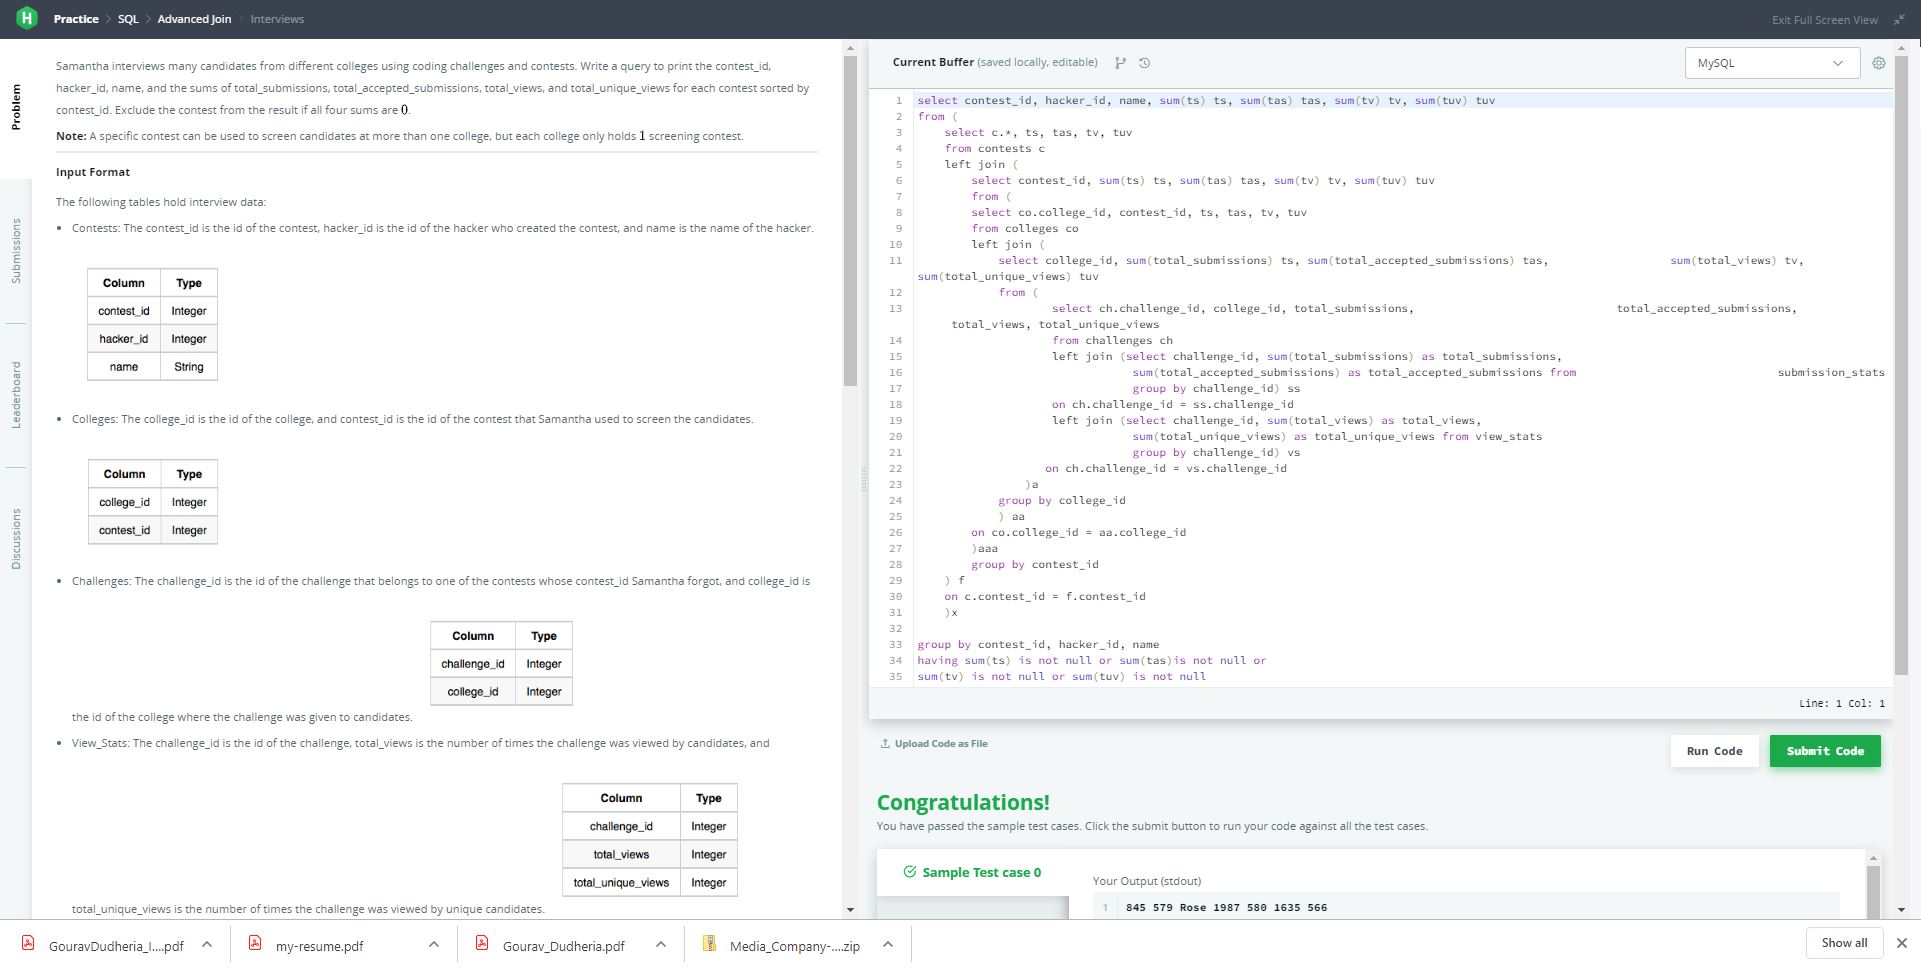 Practice > SQL > Advanced Join > Interviews
Exit Full Screen View
Problem
Submissions
Leaderboard
Discussions
Samantha interviews many candidates from different colleges using coding challenges and contests. Write a query to print the contest_id,
hacker_id, name, and the sums of total_submissions, total_accepted_submissions, total_views, and total_unique_views for each contest sorted by
contest_id. Exclude the contest from the result if all four sums are 0.
Note: A specific contest can be used to screen candidates at more than one college, but each college only holds 1 screening contest.
Input Format
The following tables hold interview data:
• Contests: The contest_id is the id of the contest, hacker_id is the id of the hacker who created the contest, and name is the name of the hacker.
Column Type
contest_id Integer
hacker_id Integer
name String
• Colleges: The college_id is the id of the college, and contest_id is the id of the contest that Samantha used to screen the candidates.
Column Type
college_id Integer
contest_id Integer
• Challenges: The challenge_id is the id of the challenge that belongs to one of the contests whose contest_id Samantha forgot, and college_id is
Column Type
challenge_id Integer
college_id Integer
the id of the college where the challenge was given to candidates.
• View_Stats: The challenge_id is the id of the challenge, total_views is the number of times the challenge was viewed by candidates, and
Column Type
challenge_id Integer
total_views Integer
total_unique_views Integer
total_unique_views is the number of times the challenge was viewed by unique candidates.
Current Buffer (saved locally, editable)
MySQL
1 select contest_id, hacker_id, name, sum(ts) ts, sum(tas) tas, sum(tv) tv, sum(tuv) tuv
2 from (
3 select c.*, ts, tas, tv, tuv
4 from contests c
5 left join (
6 select contest_id, sum(ts) ts, sum(tas) tas, sum(tv) tv, sum(tuv) tuv
7 from (
8 select co.college_id, contest_id, ts, tas, tv, tuv
9 from colleges co
10 left join (
11 select college_id, sum(total_submissions) ts, sum(total_accepted_submissions) tas, sum(total_views) tv,
sum(total_unique_views) tuv
12 from (
13 select ch.challenge_id, college_id, total_submissions, total_accepted_submissions,
total_views, total_unique_views
14 from challenges ch
15 left join (select challenge_id, sum(total_submissions) as total_submissions,
16 sum(total_accepted_submissions) as total_accepted_submissions from submission_stats
17 group by challenge_id) ss
18 on ch.challenge_id = ss.challenge_id
19 left join (select challenge_id, sum(total_views) as total_views,
20 sum(total_unique_views) as total_unique_views from view_stats
21 group by challenge_id) vs
22 on ch.challenge_id = vs.challenge_id
23 )a
24 group by college_id
25 ) aa
26 on co.college_id = aa.college_id
27 )aaa
28 group by contest_id
29 ) f
30 on c.contest_id = f.contest_id
31 )x
32
33 group by contest_id, hacker_id, name
34 having sum(ts) is not null or sum(tas)is not null or
35 sum(tv) is not null or sum(tuv) is not null
Line: 1 Col: 1
Upload Code as File
Run Code
Submit Code
Congratulations!
You have passed the sample test cases. Click the submit button to run your code against all the test cases.
Sample Test case 0
Your Output (stdout)
1 845 579 Rose 1987 580 1635 566
GouravDudheria_I....pdf
my-resume.pdf
Gourav_Dudheria.pdf
Media_Company-....zip
Show all